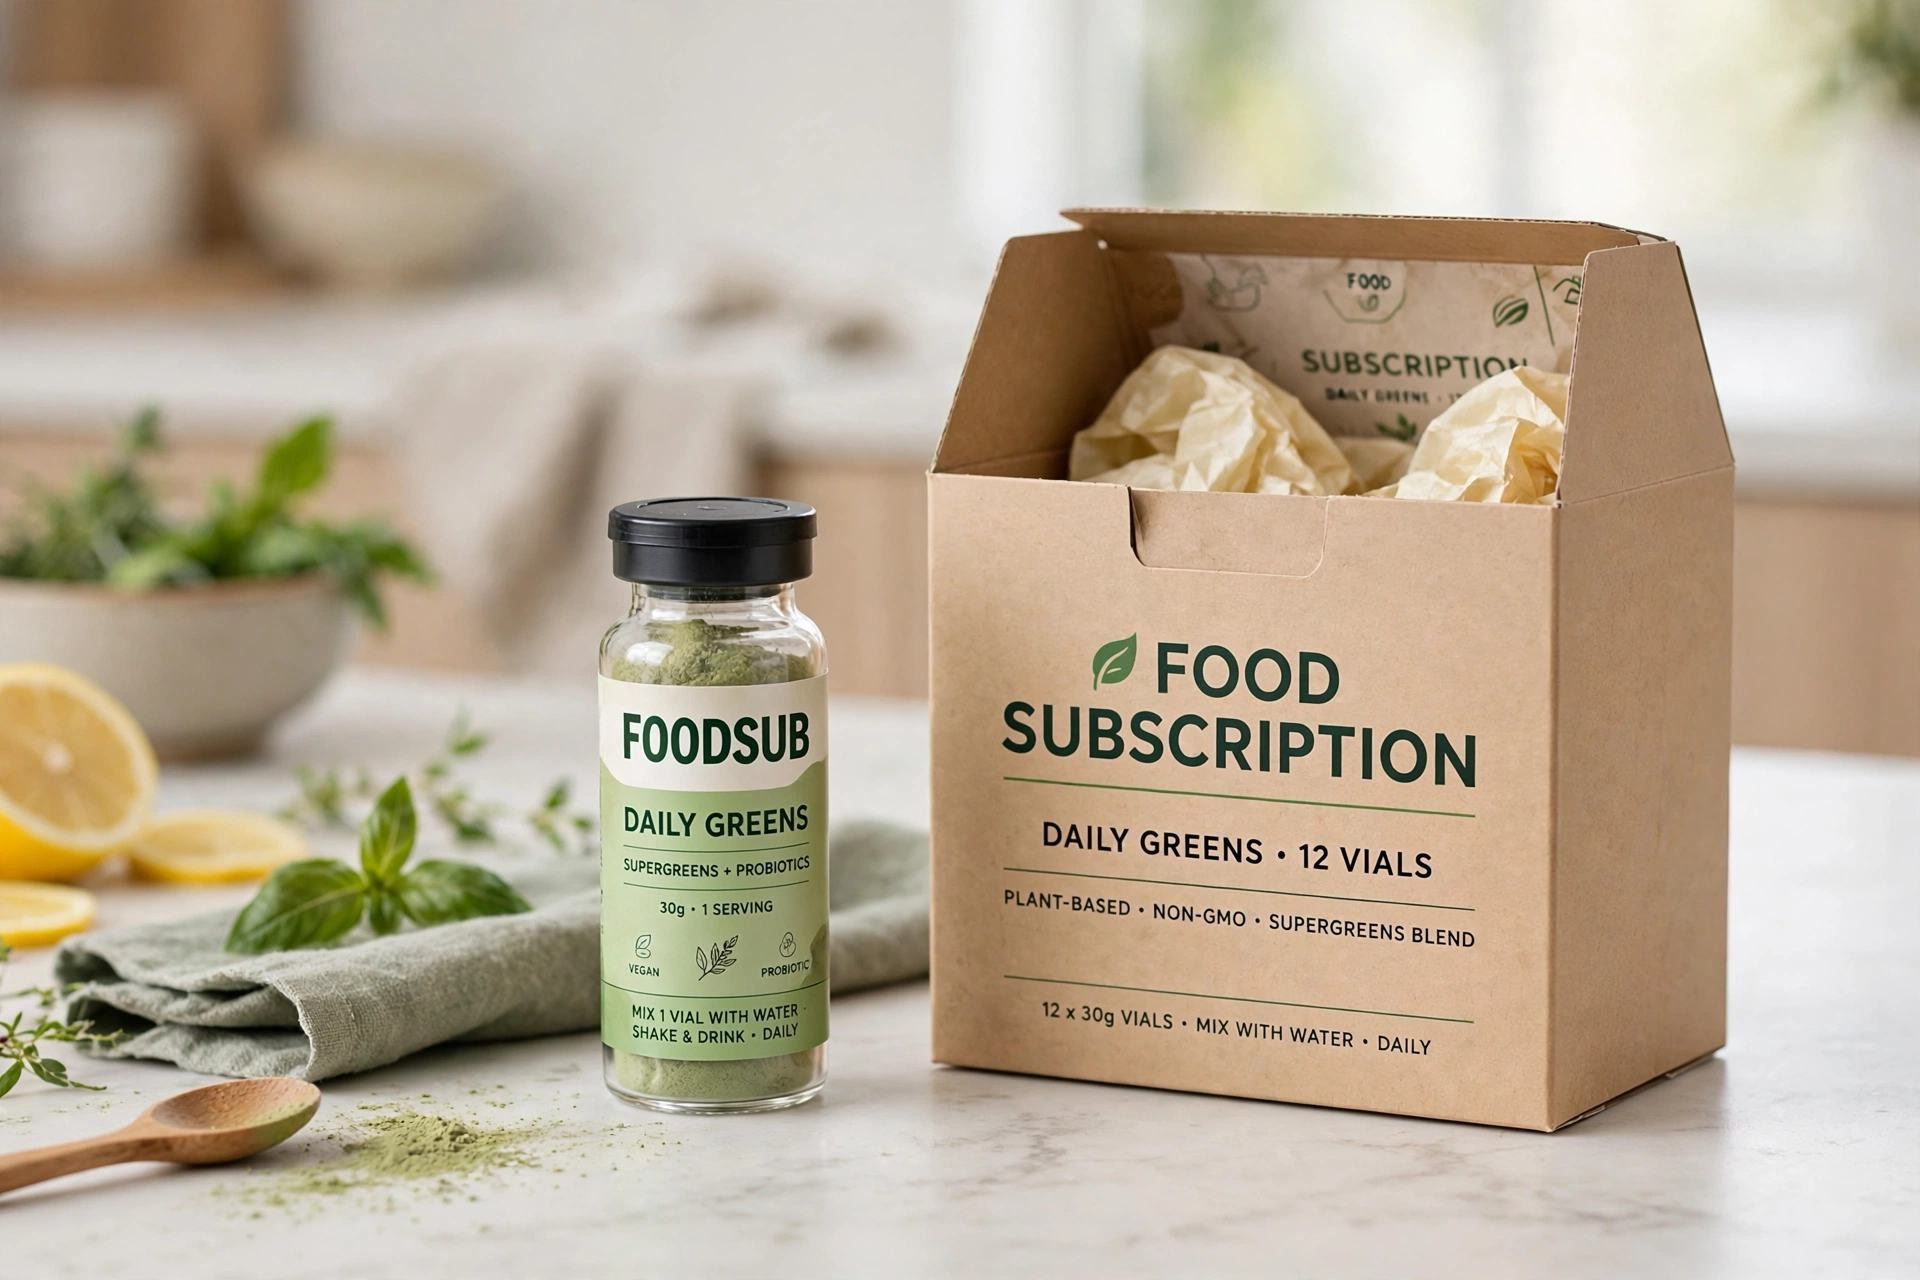 FOODSUB
DAILY GREENS
SUPERGREENS + PROBIOTICS
30g • 1 SERVING
VEGAN
PROBIOTIC
MIX 1 VIAL WITH WATER
SHAKE & DRINK • DAILY
FOOD
SUBSCRIPTION
DAILY GREENS • 12
FOOD
SUBSCRIPTION
DAILY GREENS • 12 VIALS
PLANT-BASED • NON-GMO • SUPERGREENS BLEND
12 x 30g VIALS • MIX WITH WATER • DAILY